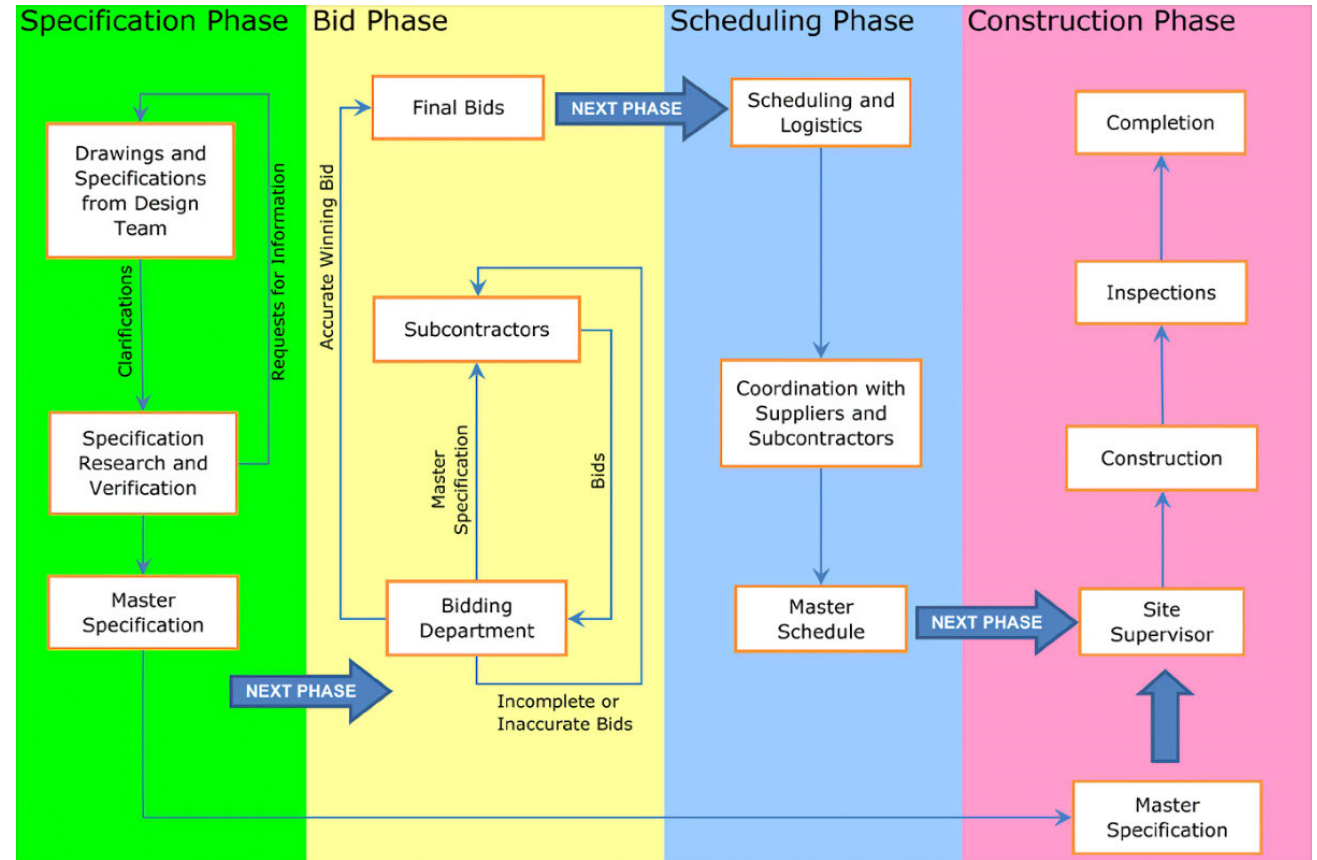 Specification Phase
Bid Phase
Scheduling Phase
Construction Phase
Drawings and
Specifications
from Design
Team
Requests for Information
Clarifications
Specification
Research and
Verification
Master
Specification
NEXT PHASE
Final Bids
Accurate Winning Bid
Subcontractors
Master
Specification
Bids
Bidding
Department
Incomplete or
Inaccurate Bids
NEXT PHASE
Scheduling and
Logistics
Coordination with
Suppliers and
Subcontractors
Master
Schedule
NEXT PHASE
Completion
Inspections
Construction
Site
Supervisor
Master
Specification